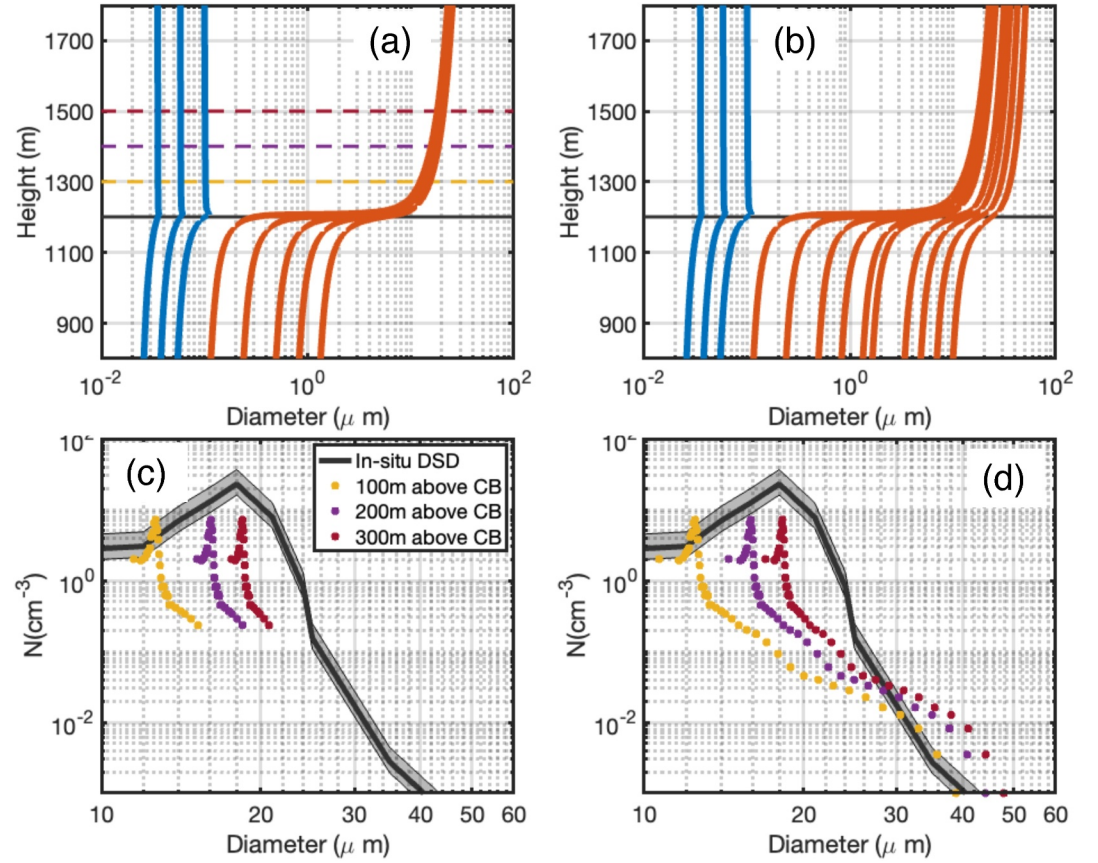 (a)
1700
1500
1300
1100
900
Height (m)
10^-2
10^0
10^2
Diameter (μ m)
(b)
1700
1500
1300
1100
900
Height (m)
10^-2
10^0
10^2
Diameter (μ m)
(c)
10^2
10^0
10^-2
N(cm^-3)
In-situ DSD
100m above CB
200m above CB
300m above CB
10
20
30
40
50
60
Diameter (μ m)
(d)
10^2
10^0
10^-2
N(cm^-3)
10
20
30
40
50
60
Diameter (μ m)